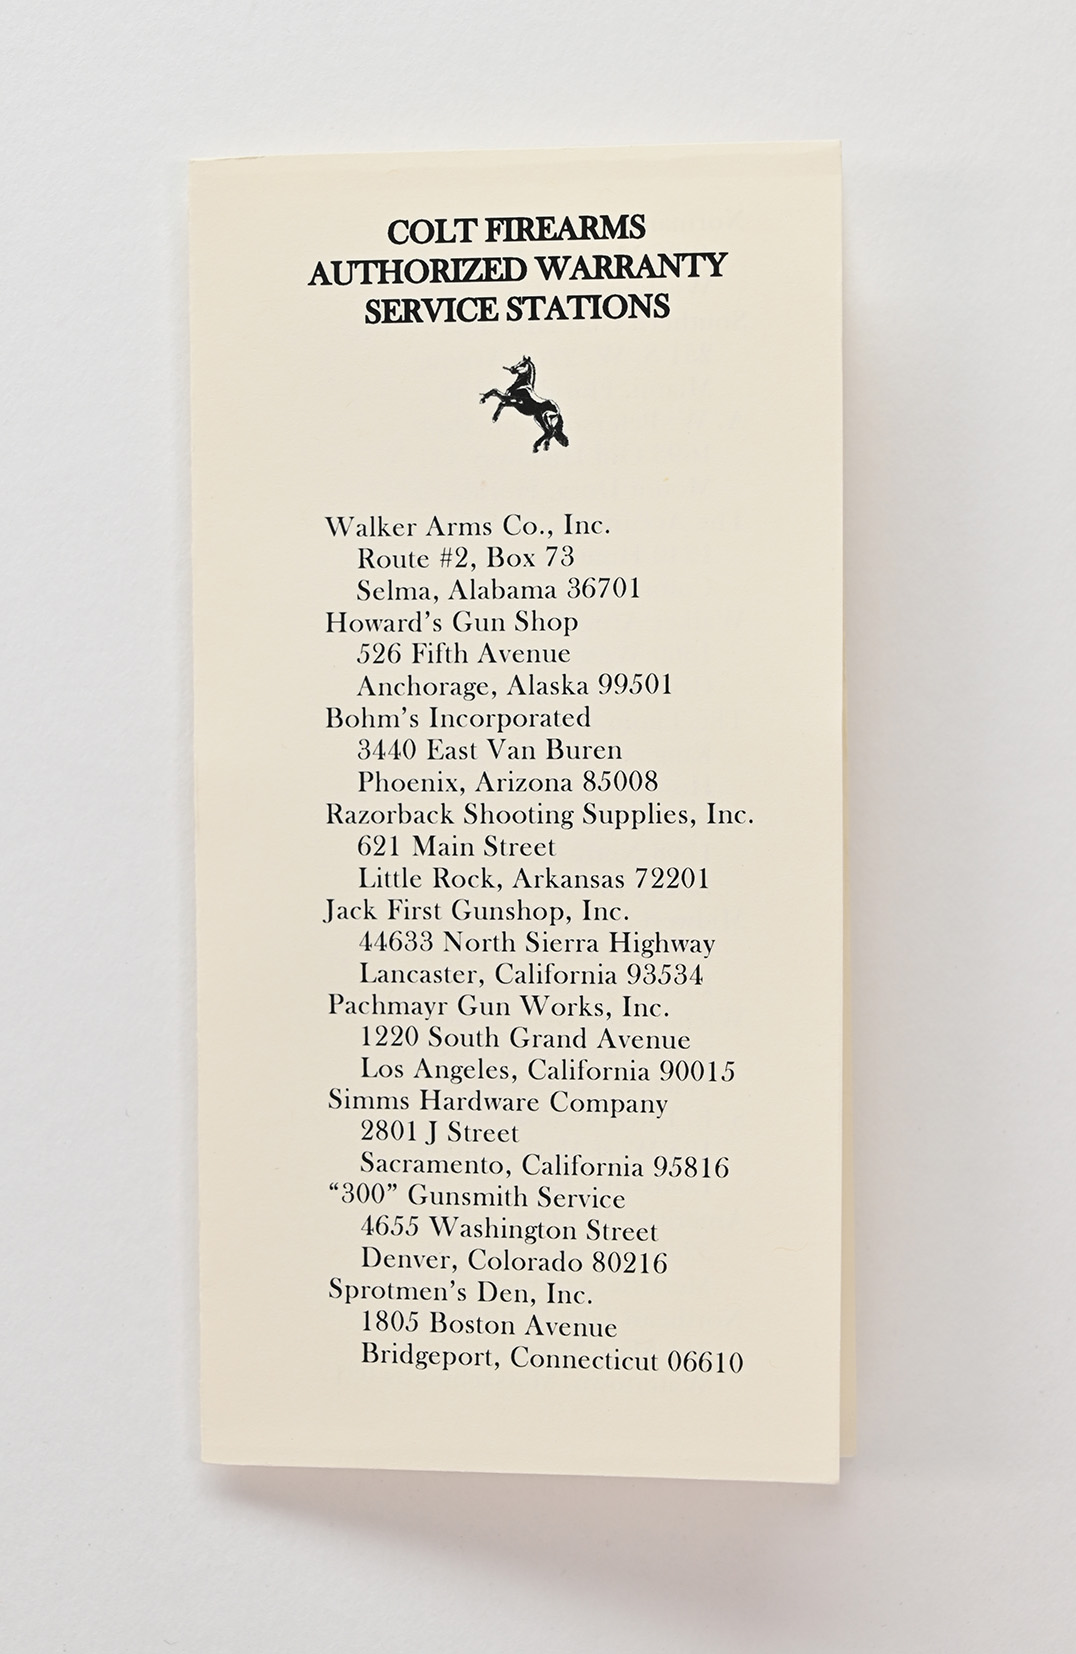 COLT FIREARMS
AUTHORIZED WARRANTY
SERVICE STATIONS
Walker Arms Co., Inc.
Route #2, Box 73
Selma, Alabama 36701
Howard's Gun Shop
526 Fifth Avenue
Anchorage, Alaska 99501
Bohm's Incorporated
3440 East Van Buren
Phoenix, Arizona 85008
Razorback Shooting Supplies, Inc.
621 Main Street
Little Rock, Arkansas 72201
Jack First Gunshop, Inc.
44633 North Sierra Highway
Lancaster, California 93534
Pachmayr Gun Works, Inc.
1220 South Grand Avenue
Los Angeles, California 90015
Simms Hardware Company
2801 J Street
Sacramento, California 95816
“300” Gunsmith Service
4655 Washington Street
Denver, Colorado 80216
Sprotmen's Den, Inc.
1805 Boston Avenue
Bridgeport, Connecticut 06610